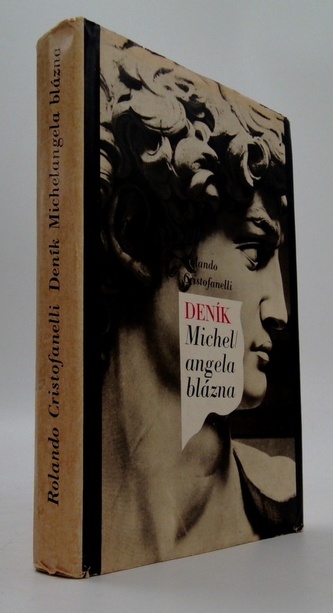 Rolando Cristofanelli Deník Michelangela blázna
Rolando
Cristofanelli
DENÍK
Michel/
angela
blázna